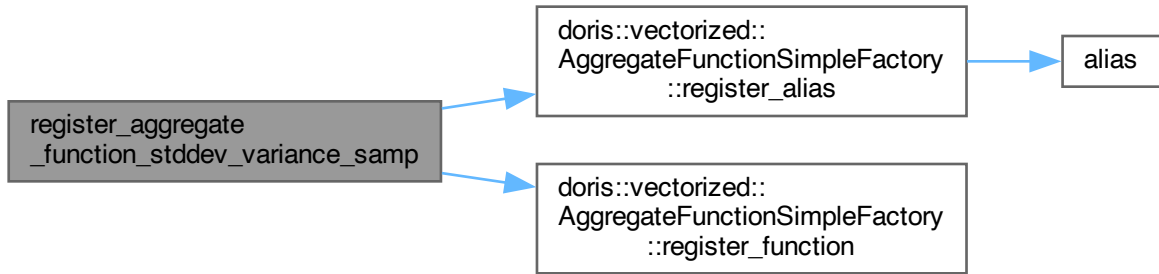 register_aggregate
_function_stddev_variance_samp
doris::vectorized::
AggregateFunctionSimpleFactory
::register_alias
alias
doris::vectorized::
AggregateFunctionSimpleFactory
::register_function